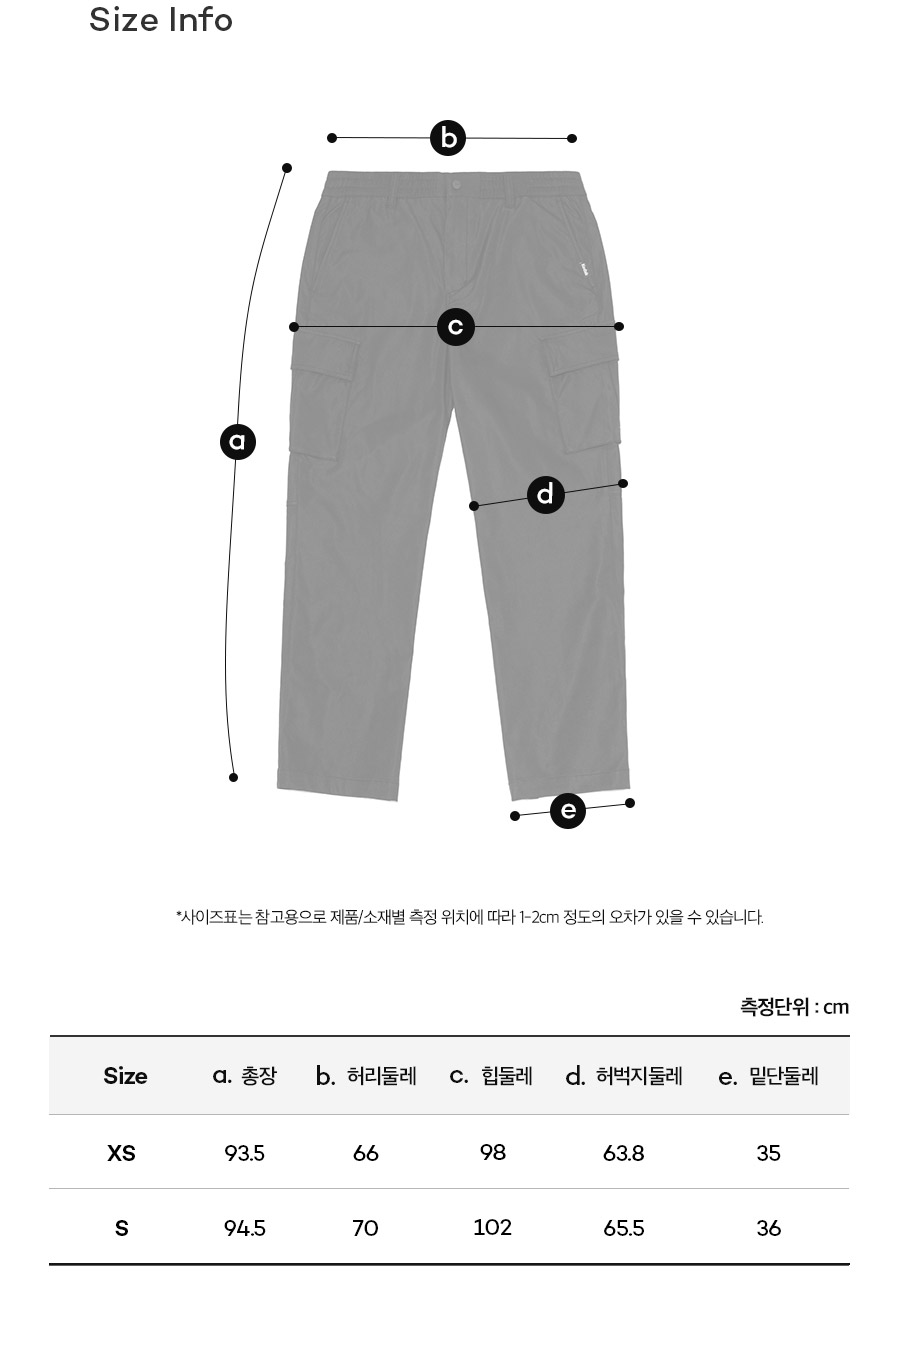 Size Info
b
c
a
d
e
*사이즈표는 참고용으로 제품/소재별 측정 위치에 따라 1-2cm 정도의 오차가 있을 수 있습니다.
측정단위 : cm
Size a. 총장 b. 허리둘레 c. 힙둘레 d. 허벅지둘레 e. 밑단둘레
XS 93.5 66 98 63.8 35
S 94.5 70 102 65.5 36